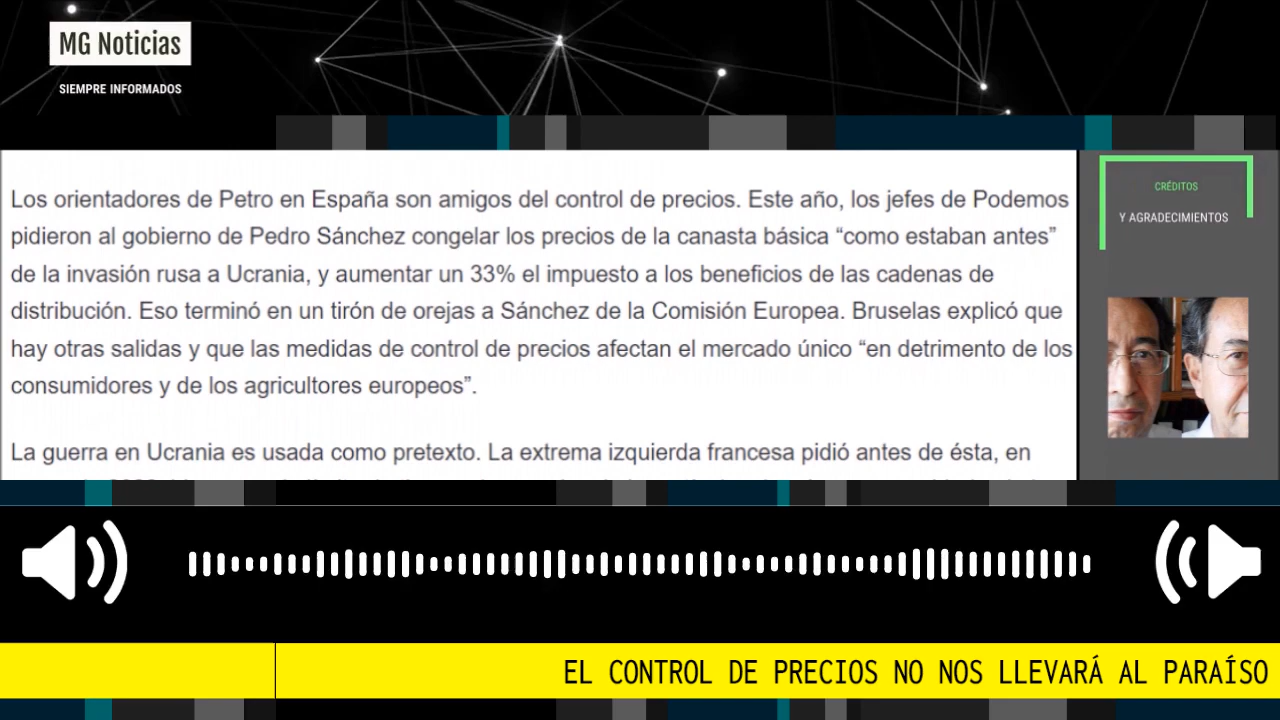 MG Noticias
SIEMPRE INFORMADOS
Los orientadores de Petro en España son amigos del control de precios. Este año, los jefes de Podemos
pidieron al gobierno de Pedro Sánchez congelar los precios de la canasta básica “como estaban antes”
de la invasión rusa a Ucrania, y aumentar un 33% el impuesto a los beneficios de las cadenas de
distribución. Eso terminó en un tirón de orejas a Sánchez de la Comisión Europea. Bruselas explicó que
hay otras salidas y que las medidas de control de precios afectan el mercado único “en detrimento de los
consumidores y de los agricultores europeos”.
La guerra en Ucrania es usada como pretexto. La extrema izquierda francesa pidió antes de ésta, en
CRÉDITOS
Y AGRADECIMIENTOS
EL CONTROL DE PRECIOS NO NOS LLEVARÁ AL PARAÍSO